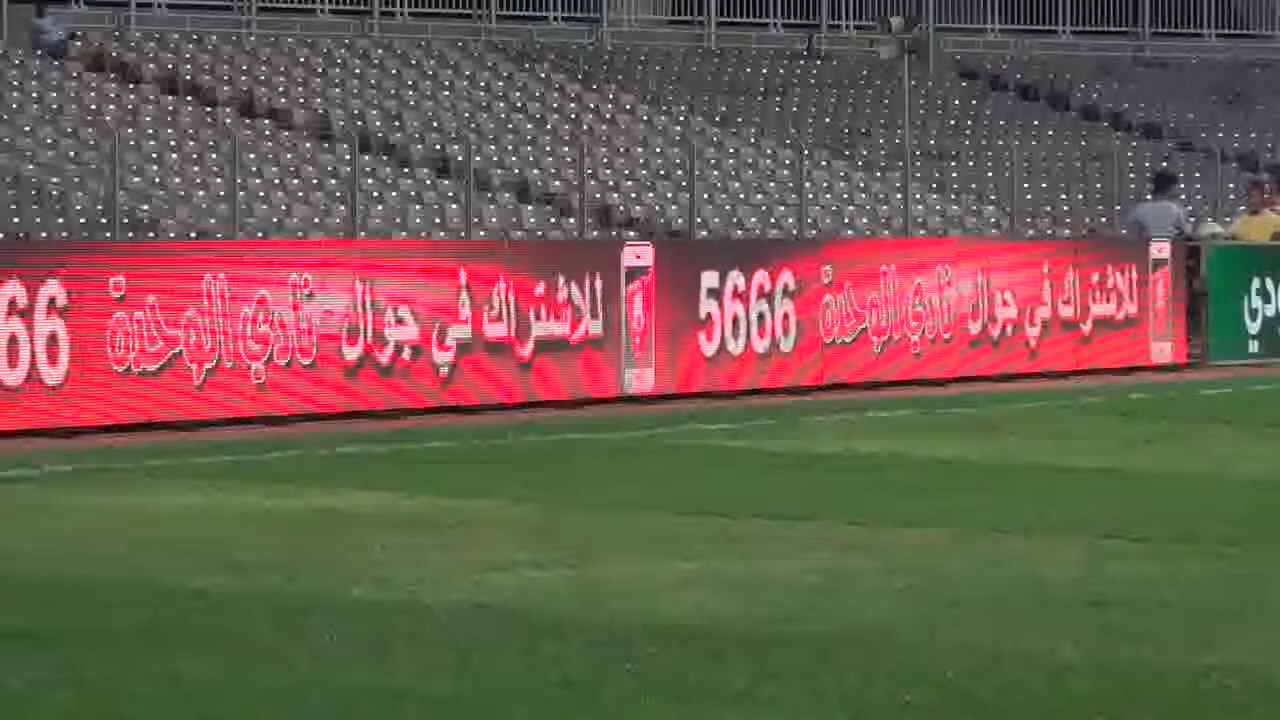 للاشتراك في جوال نادي الوحدة 5666
للاشتراك في جوال نادي الوحدة 66